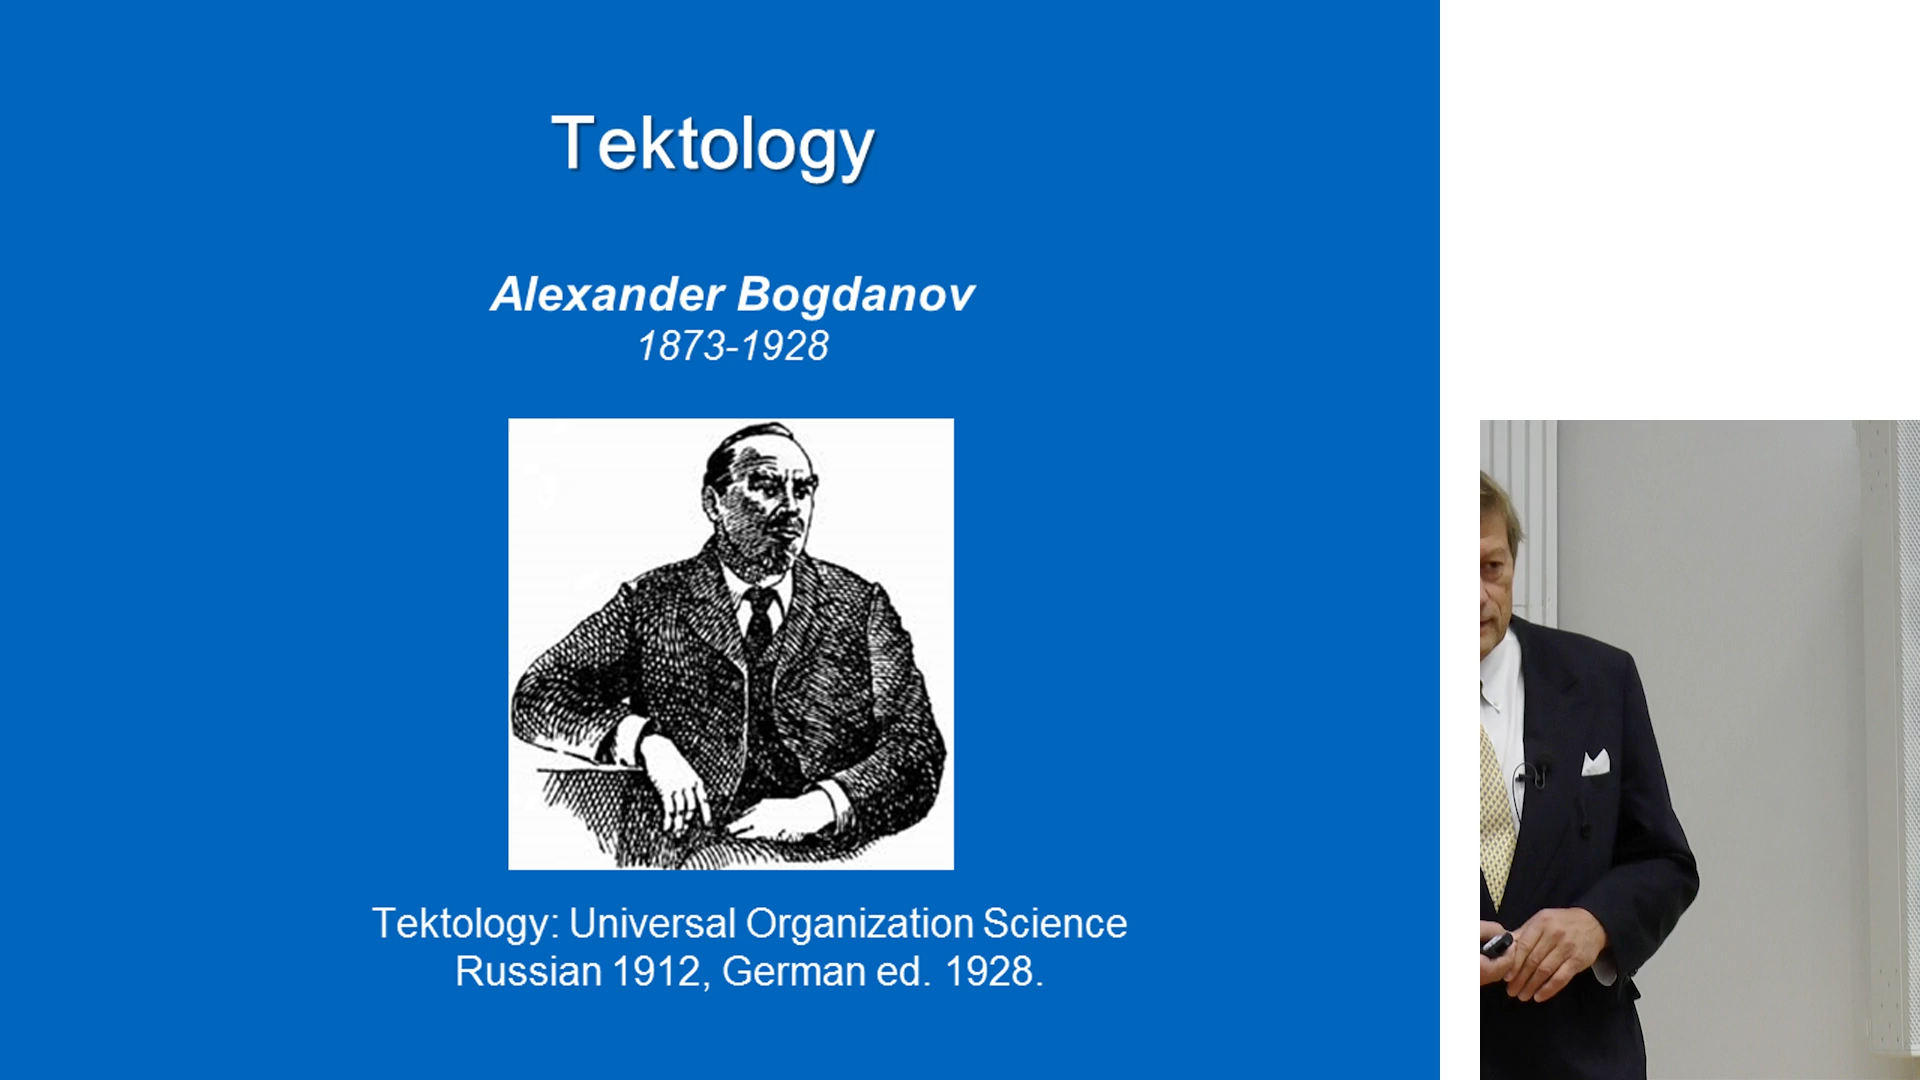 Tektology
Alexander Bogdanov
1873-1928
Tektology: Universal Organization Science
Russian 1912, German ed. 1928.